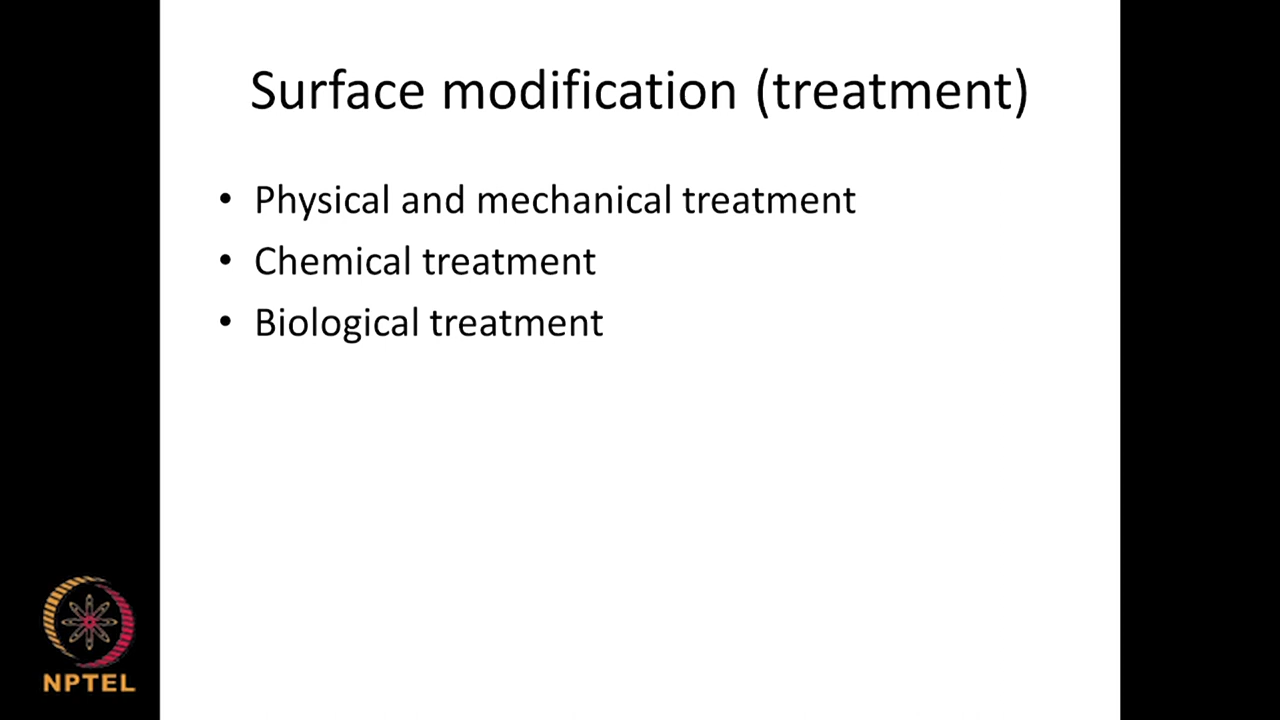 Surface modification (treatment)
• Physical and mechanical treatment
• Chemical treatment
• Biological treatment
NPTEL